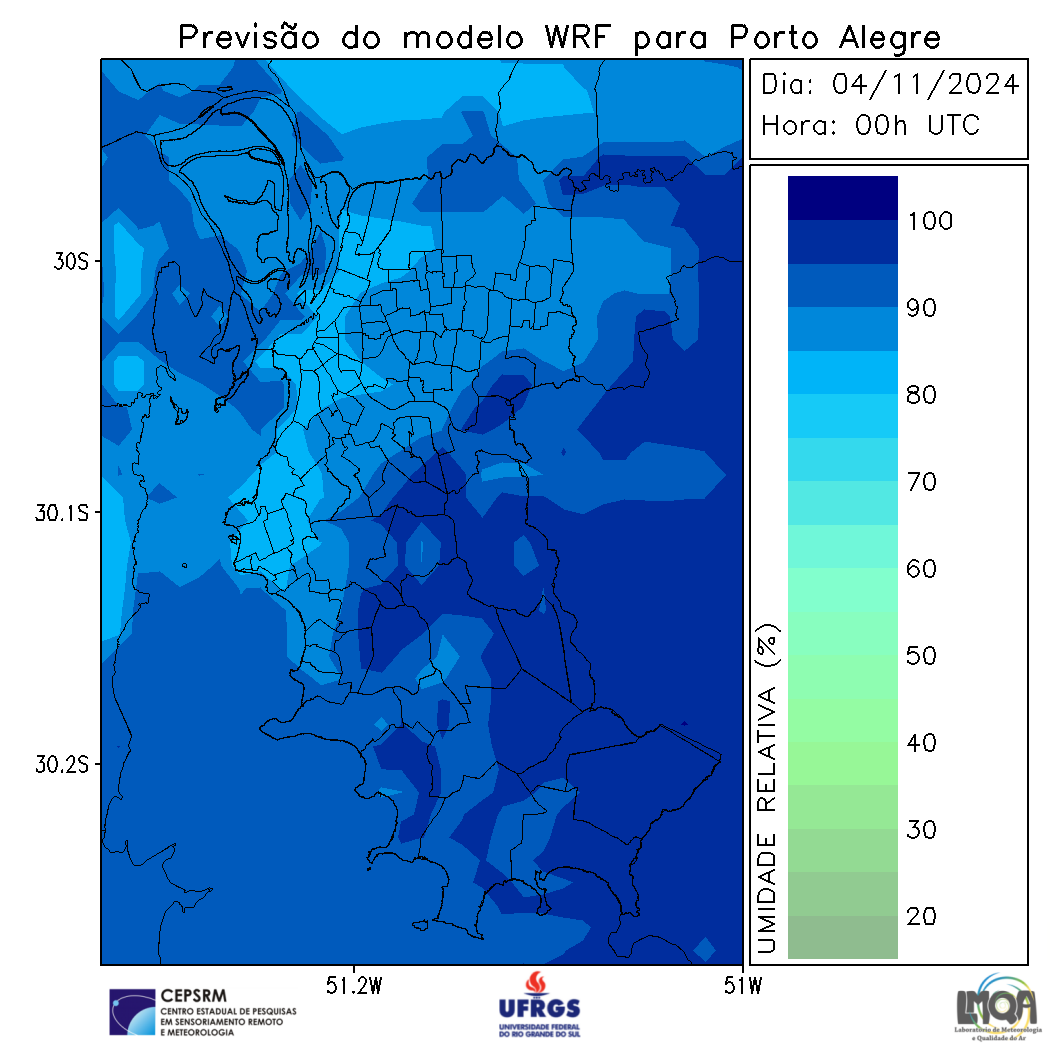 Previsão do modelo WRF para Porto Alegre
Dia: 04/11/2024
Hora: 00h UTC
100
90
80
70
60
50
40
30
20
UMIDADE RELATIVA (%)
30S
30.1S
30.2S
51.2W
51W
CEPSRM
CENTRO ESTADUAL DE PESQUISAS
EM SENSORIAMENTO REMOTO
E METEOROLOGIA
UFRGS
UNIVERSIDADE FEDERAL
DO RIO GRANDE DO SUL
LMQA
Laboratório de Meteorologia
e Qualidade do Ar